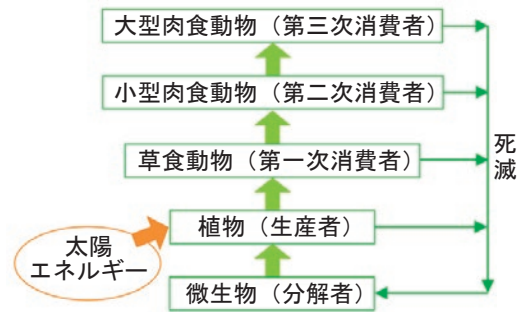 大型肉食動物（第三次消費者）
小型肉食動物（第二次消費者）
草食動物（第一次消費者）
植物（生産者）
微生物（分解者）
太陽
エネルギー
死滅